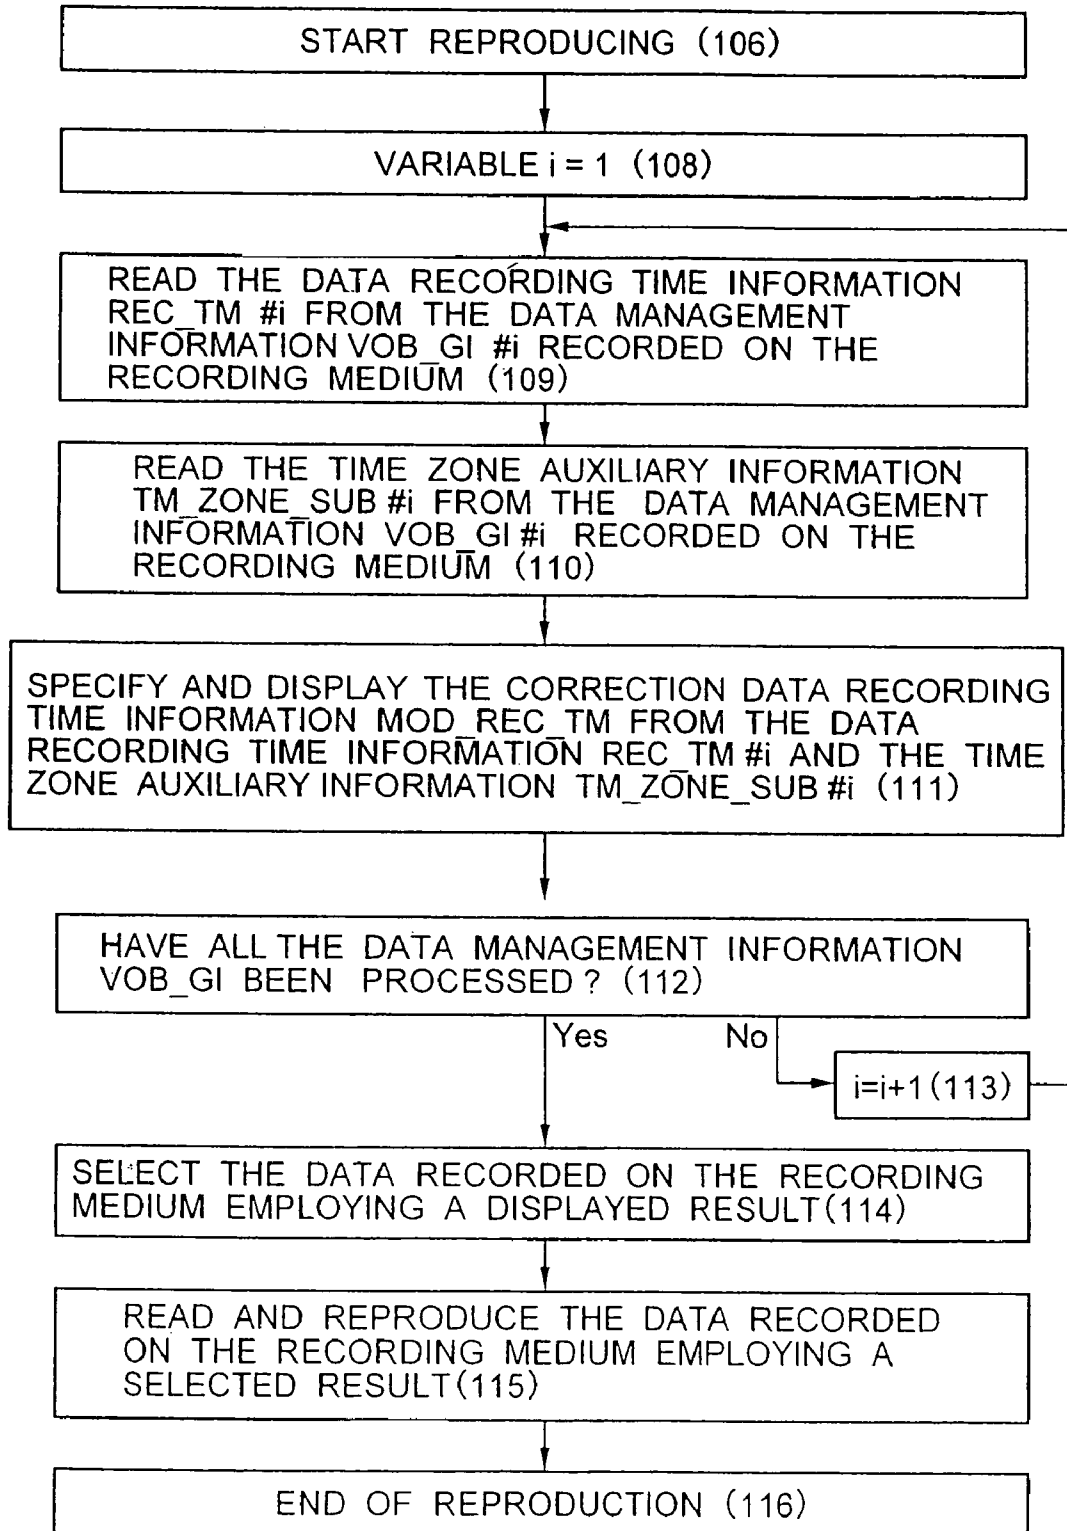 START REPRODUCING (106)
VARIABLE i = 1 (108)
READ THE DATA RECORDING TIME INFORMATION
REC_TM #i FROM THE DATA MANAGEMENT
INFORMATION VOB_GI #i RECORDED ON THE
RECORDING MEDIUM (109)
READ THE TIME ZONE AUXILIARY INFORMATION
TM_ZONE_SUB #i FROM THE DATA MANAGEMENT
INFORMATION VOB_GI #i RECORDED ON THE
RECORDING MEDIUM (110)
SPECIFY AND DISPLAY THE CORRECTION DATA RECORDING
TIME INFORMATION MOD_REC_TM FROM THE DATA
RECORDING TIME INFORMATION REC_TM #i AND THE TIME
ZONE AUXILIARY INFORMATION TM_ZONE_SUB #i (111)
HAVE ALL THE DATA MANAGEMENT INFORMATION
VOB_GI BEEN PROCESSED ? (112)
Yes No
i=i+1 (113)
SELECT THE DATA RECORDED ON THE RECORDING
MEDIUM EMPLOYING A DISPLAYED RESULT(114)
READ AND REPRODUCE THE DATA RECORDED
ON THE RECORDING MEDIUM EMPLOYING A
SELECTED RESULT(115)
END OF REPRODUCTION (116)